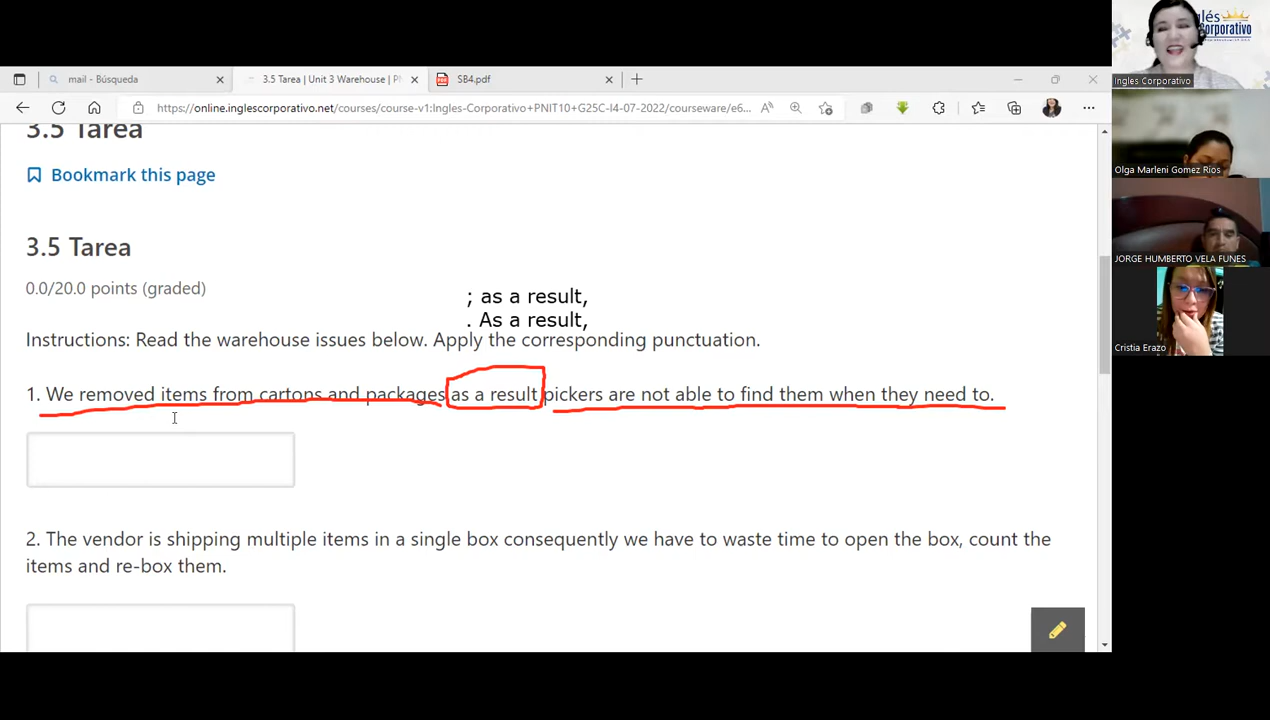 mail - Búsqueda
3.5 Tarea | Unit 3 Warehouse | PN
SB4.pdf
https://online.inglescorporativo.net/courses/course-v1:Ingles-Corporativo+PNIT10+G25C-I4-07-2022/courseware/e6...
3.5 Tarea
Bookmark this page
3.5 Tarea
0.0/20.0 points (graded)
; as a result,
. As a result,
Instructions: Read the warehouse issues below. Apply the corresponding punctuation.
1. We removed items from cartons and packages as a result pickers are not able to find them when they need to.
2. The vendor is shipping multiple items in a single box consequently we have to waste time to open the box, count the
items and re-box them.
Corporativo
Ingles Corporativo
Olga Marleni Gomez Rios
JORGE HUMBERTO VELA FUNES
Cristia Erazo